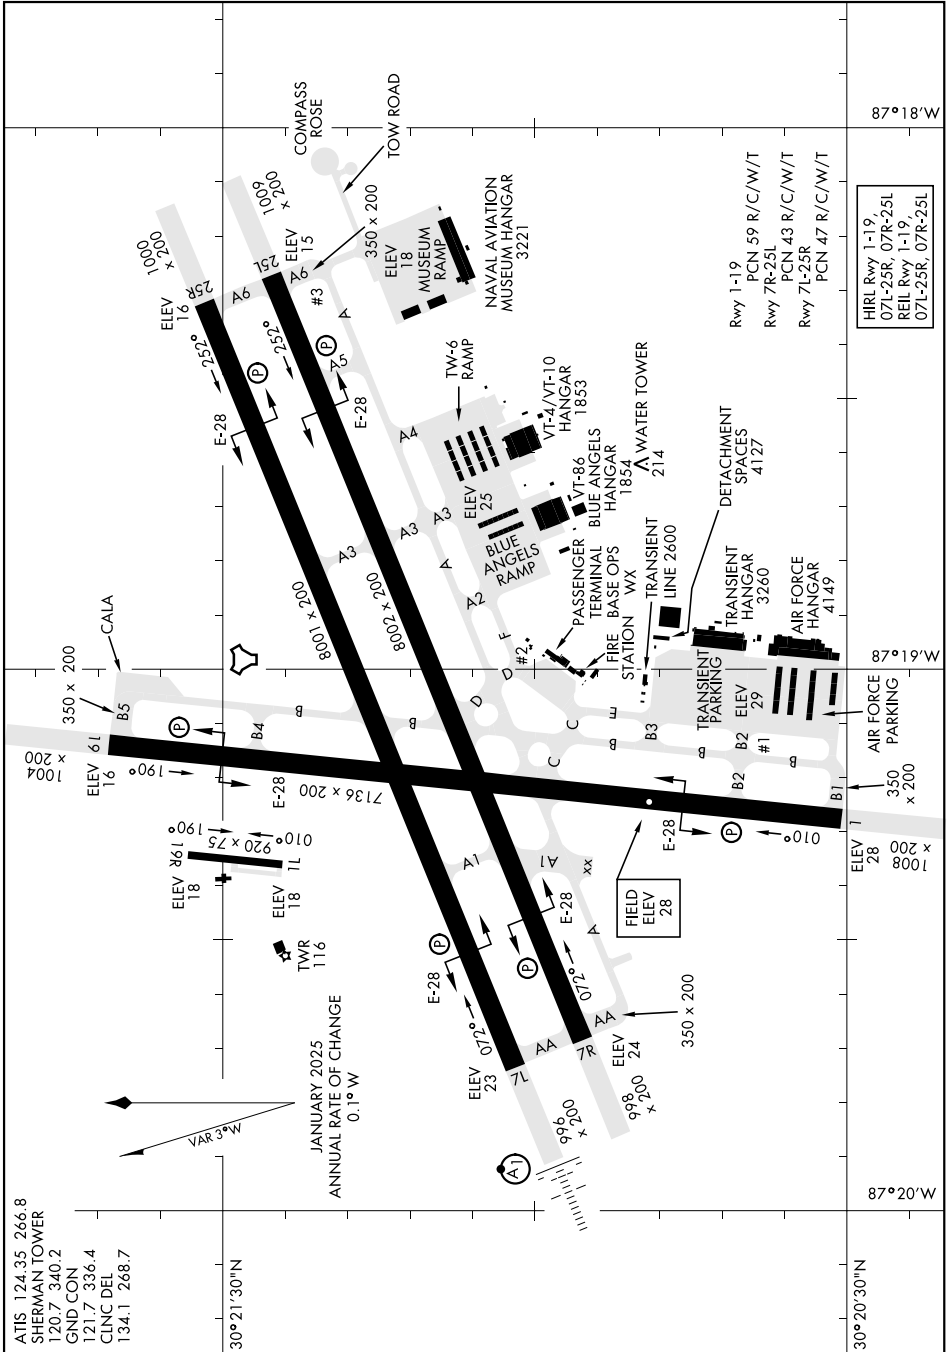 ATIS 124.35 266.8
SHERMAN TOWER
120.7 340.2
GND CON
121.7 336.4
CLNC DEL
134.1 268.7
VAR 3°W
JANUARY 2025
ANNUAL RATE OF CHANGE
0.1° W
30°21'30"N
30°20'30"N
87°20'W
87°19'W
87°18'W
A1
996
x 200
998
x 200
ELEV
23
7L
AA
7R
ELEV
24
AA
350 x 200
072°
072°
E-28
P
P
E-28
A
A1
A1
xx
TWR
116
ELEV
18
19R
190°
920 x 75
010°
1L
ELEV
18
FIELD
ELEV
28
1004
x 200
ELEV
16
19
190°
350 x 200
B5
CALA
P
E-28
B4
B
B
7136 x 200
D
D
F
#2
C
C
E
B
B3
B
B2
B2
#1
B
B1
E-28
P
010°
1
ELEV
28
1008
x 200
350
x 200
AIR FORCE
PARKING
TRANSIENT
PARKING
ELEV
29
AIR FORCE
HANGAR
4149
TRANSIENT
HANGAR
3260
DETACHMENT
SPACES
4127
TRANSIENT
LINE 2600
FIRE
STATION
PASSENGER
TERMINAL
BASE OPS
WX
8001 x 200
8002 x 200
A3
A3
A3
A
A2
BLUE
ANGELS
RAMP
ELEV
25
VT-86
BLUE ANGELS
HANGAR
1854
WATER TOWER
214
VT-4/VT-10
HANGAR
1853
TW-6
RAMP
A4
E-28
P
E-28
P
A5
A
252°
252°
ELEV
16
25R
A6
1000
x 200
25L
A6
ELEV
15
1009
x 200
#3
350 x 200
COMPASS
ROSE
TOW ROAD
ELEV
18
MUSEUM
RAMP
NAVAL AVIATION
MUSEUM HANGAR
3221
Rwy 1-19
PCN 59 R/C/W/T
Rwy 7R-25L
PCN 43 R/C/W/T
Rwy 7L-25R
PCN 47 R/C/W/T
HIRL Rwy 1-19,
07L-25R, 07R-25L
REIL Rwy 1-19,
07L-25R, 07R-25L